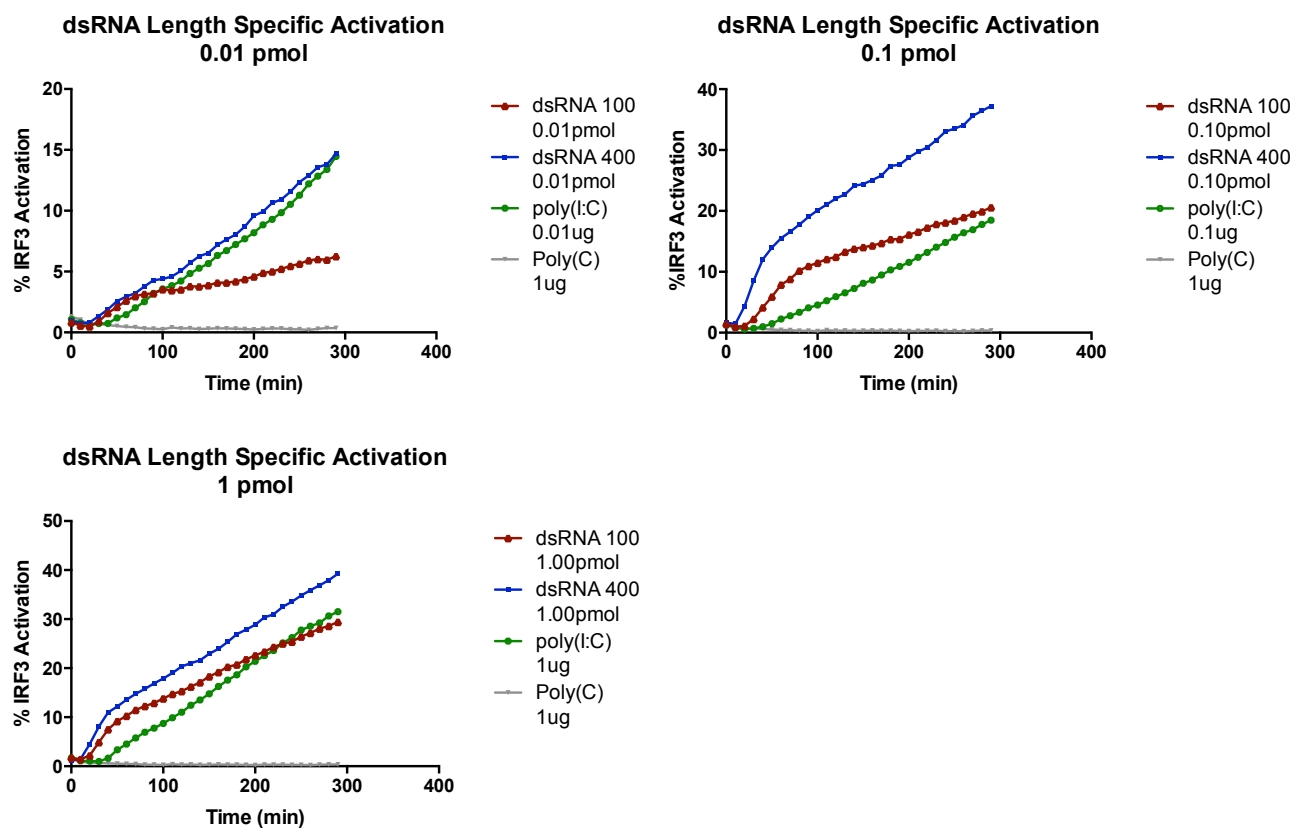 dsRNA Length Specific Activation
0.01 pmol
% IRF3 Activation
20
15
10
5
0
0
100
200
300
400
Time (min)
dsRNA 100
0.01pmol
dsRNA 400
0.01pmol
poly(I:C)
0.01ug
Poly(C)
1ug
dsRNA Length Specific Activation
0.1 pmol
%IRF3 Activation
40
30
20
10
0
0
100
200
300
400
Time (min)
dsRNA 100
0.10pmol
dsRNA 400
0.10pmol
poly(I:C)
0.1ug
Poly(C)
1ug
dsRNA Length Specific Activation
1 pmol
% IRF3 Activation
50
40
30
20
10
0
0
100
200
300
400
Time (min)
dsRNA 100
1.00pmol
dsRNA 400
1.00pmol
poly(I:C)
1ug
Poly(C)
1ug